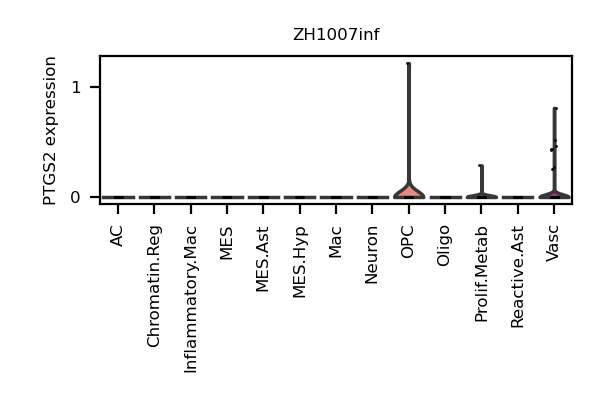 ZH1007inf
PTGS2 expression
1
0
AC
Chromatin.Reg
Inflammatory.Mac
MES
MES.Ast
MES.Hyp
Mac
Neuron
OPC
Oligo
Prolif.Metab
Reactive.Ast
Vasc